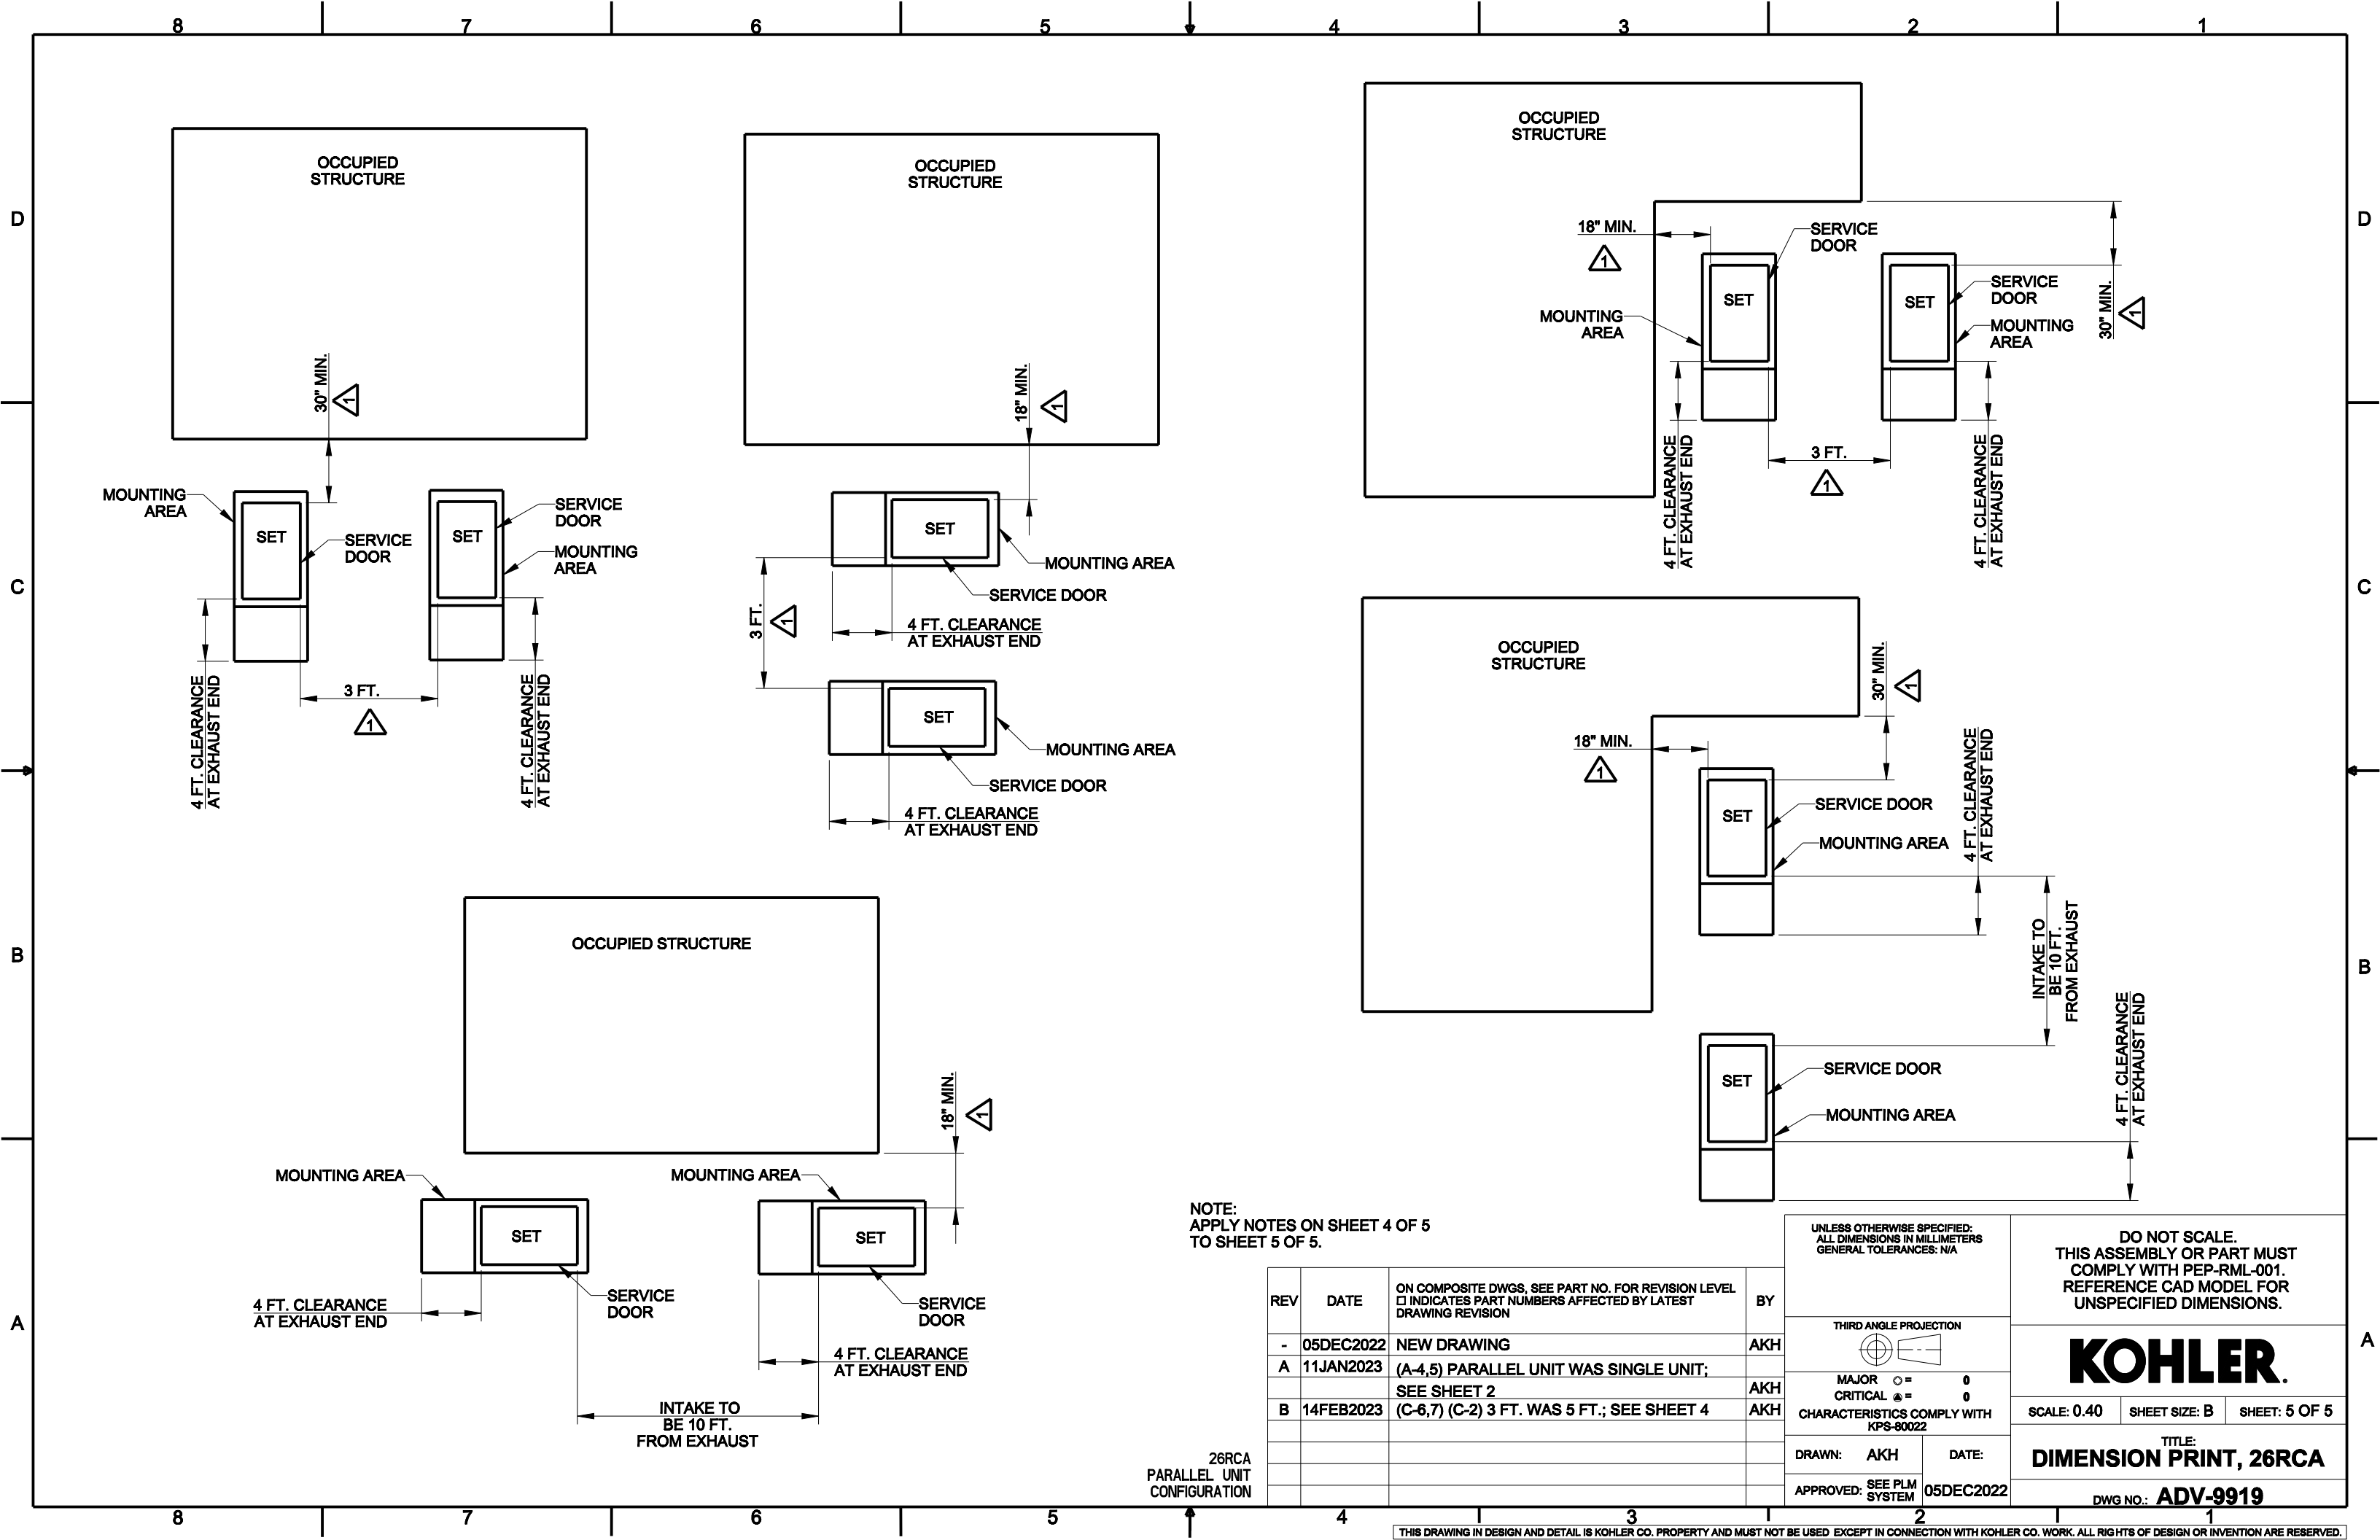 8 7 6 5 4 3 2 1
D
D
C
C
B
B
A
A
OCCUPIED
STRUCTURE
30" MIN.
1
MOUNTING
AREA
SET
SERVICE
DOOR
SET
SERVICE
DOOR
MOUNTING
AREA
4 FT. CLEARANCE
AT EXHAUST END
3 FT.
1
4 FT. CLEARANCE
AT EXHAUST END
OCCUPIED
STRUCTURE
18" MIN.
1
SET
MOUNTING AREA
SERVICE DOOR
3 FT.
1
4 FT. CLEARANCE
AT EXHAUST END
SET
MOUNTING AREA
SERVICE DOOR
4 FT. CLEARANCE
AT EXHAUST END
OCCUPIED
STRUCTURE
18" MIN.
1
SERVICE
DOOR
SET
MOUNTING
AREA
SET
SERVICE
DOOR
MOUNTING
AREA
30" MIN.
1
4 FT. CLEARANCE
AT EXHAUST END
3 FT.
1
4 FT. CLEARANCE
AT EXHAUST END
OCCUPIED
STRUCTURE
30" MIN.
1
18" MIN.
1
SET
SERVICE DOOR
MOUNTING AREA
4 FT. CLEARANCE
AT EXHAUST END
INTAKE TO
BE 10 FT.
FROM EXHAUST
SET
SERVICE DOOR
MOUNTING AREA
4 FT. CLEARANCE
AT EXHAUST END
OCCUPIED STRUCTURE
18" MIN.
1
MOUNTING AREA
MOUNTING AREA
SET
SET
SERVICE
DOOR
SERVICE
DOOR
4 FT. CLEARANCE
AT EXHAUST END
4 FT. CLEARANCE
AT EXHAUST END
INTAKE TO
BE 10 FT.
FROM EXHAUST
NOTE:
APPLY NOTES ON SHEET 4 OF 5
TO SHEET 5 OF 5.
26RCA
PARALLEL UNIT
CONFIGURATION
REV DATE ON COMPOSITE DWGS, SEE PART NO. FOR REVISION LEVEL
☐ INDICATES PART NUMBERS AFFECTED BY LATEST
DRAWING REVISION
BY
- 05DEC2022 NEW DRAWING AKH
A 11JAN2023 (A-4,5) PARALLEL UNIT WAS SINGLE UNIT;
SEE SHEET 2 AKH
B 14FEB2023 (C-6,7) (C-2) 3 FT. WAS 5 FT.; SEE SHEET 4 AKH
UNLESS OTHERWISE SPECIFIED:
ALL DIMENSIONS IN MILLIMETERS
GENERAL TOLERANCES: N/A
THIRD ANGLE PROJECTION
MAJOR = 0
CRITICAL = 0
CHARACTERISTICS COMPLY WITH
KPS-80022
DRAWN: AKH DATE:
APPROVED: SEE PLM
SYSTEM
05DEC2022
DO NOT SCALE.
THIS ASSEMBLY OR PART MUST
COMPLY WITH PEP-RML-001.
REFERENCE CAD MODEL FOR
UNSPECIFIED DIMENSIONS.
KOHLER.
SCALE: 0.40 SHEET SIZE: B SHEET: 5 OF 5
TITLE:
DIMENSION PRINT, 26RCA
DWG NO.: ADV-9919
8 7 6 5 4 3 2 1
THIS DRAWING IN DESIGN AND DETAIL IS KOHLER CO. PROPERTY AND MUST NOT BE USED EXCEPT IN CONNECTION WITH KOHLER CO. WORK. ALL RIGHTS OF DESIGN OR INVENTION ARE RESERVED.